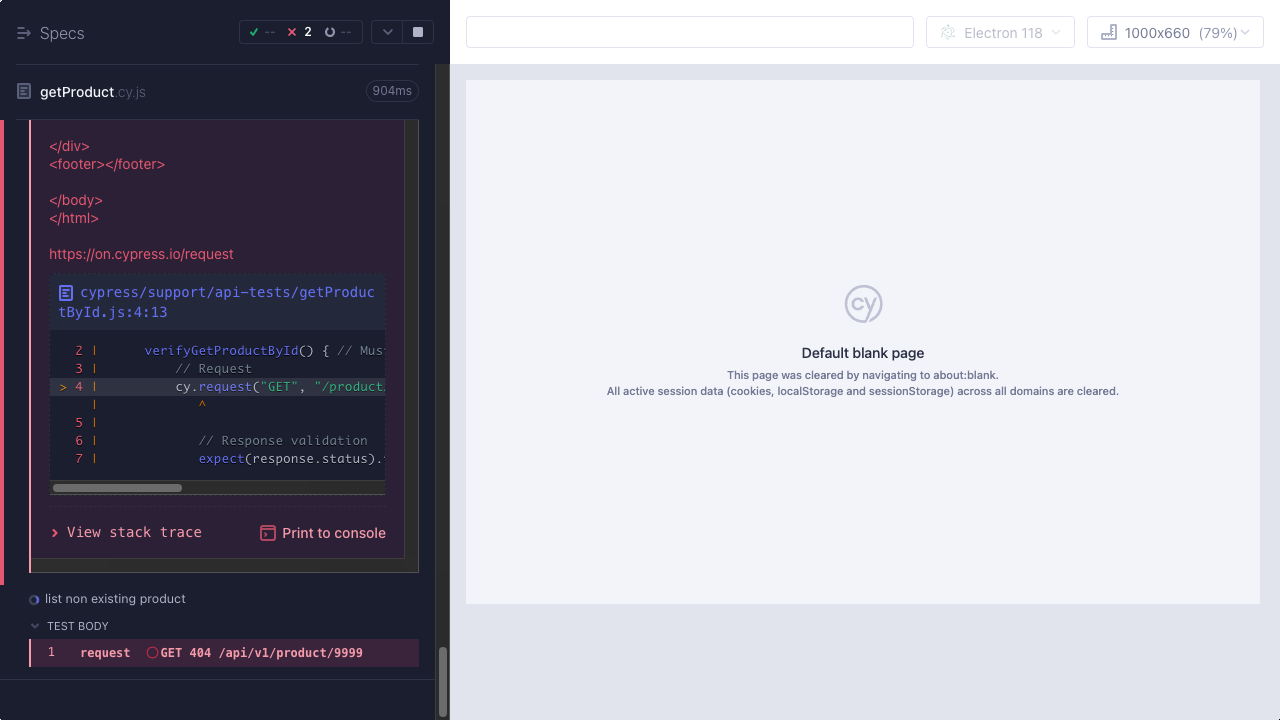 Specs
-- 2 --
Electron 118
1000x660 (79%)
getProduct.cy.js
904ms
</div>
<footer></footer>
</body>
</html>
https://on.cypress.io/request
cypress/support/api-tests/getProduc
tById.js:4:13
2 | verifyGetProductById() { // Mus
3 | // Request
> 4 | cy.request("GET", "/product
| ^
5 |
6 | // Response validation
7 | expect(response.status).
View stack trace
Print to console
list non existing product
TEST BODY
1 request GET 404 /api/v1/product/9999
cy
Default blank page
This page was cleared by navigating to about:blank.
All active session data (cookies, localStorage and sessionStorage) across all domains are cleared.